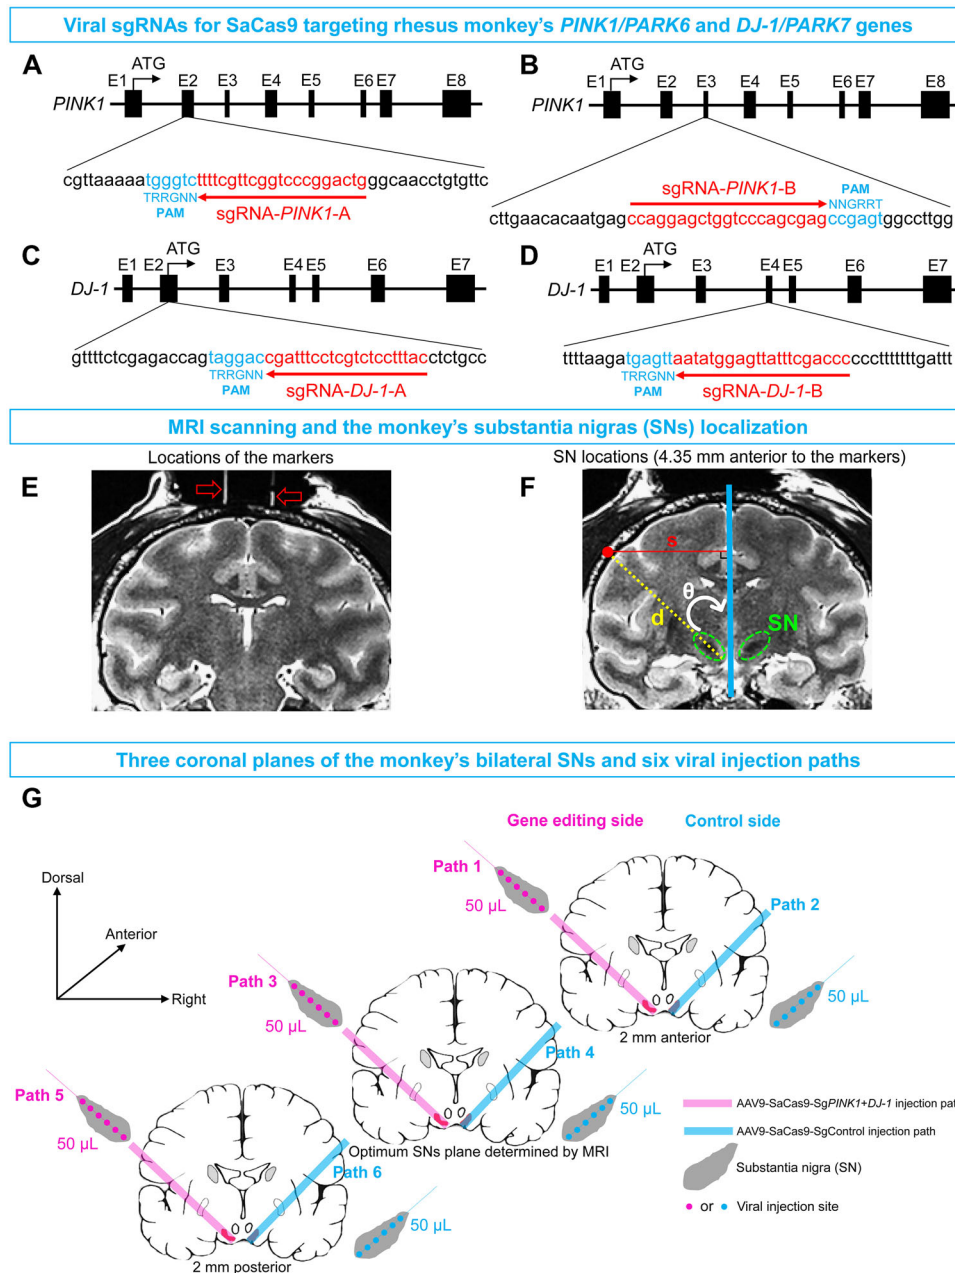 Viral sgRNAs for SaCas9 targeting rhesus monkey's PINK1/PARK6 and DJ-1/PARK7 genes
A
ATG
E1 E2 E3 E4 E5 E6 E7 E8
PINK1
cgttaaaaatgggtcttttcgttcggtcccggactgggcaacctgtgttc
TRRGNN
PAM
sgRNA-PINK1-A
B
ATG
E1 E2 E3 E4 E5 E6 E7 E8
PINK1
sgRNA-PINK1-B
PAM
NNGRRT
cttgaacacaatgagccaggagctggtcccagcgagccgagtggccttgg
C
ATG
E1 E2 E3 E4 E5 E6 E7
DJ-1
gttttctcgagaccagtaggaccgatttcctcgtctcctttacctctgcc
TRRGNN
PAM
sgRNA-DJ-1-A
D
ATG
E1 E2 E3 E4 E5 E6 E7
DJ-1
ttttaagatgagttaatatggagttatttcgacccccctttttttgattt
TRRGNN
PAM
sgRNA-DJ-1-B
MRI scanning and the monkey's substantia nigras (SNs) localization
E
Locations of the markers
F
SN locations (4.35 mm anterior to the markers)
s
θ
d
SN
Three coronal planes of the monkey's bilateral SNs and six viral injection paths
G
Gene editing side
Control side
Dorsal
Anterior
Right
Path 1
50 µL
Path 2
50 µL
2 mm anterior
Path 3
50 µL
Path 4
50 µL
Optimum SNs plane determined by MRI
Path 5
50 µL
Path 6
50 µL
2 mm posterior
AAV9-SaCas9-SgPINK1+DJ-1 injection pat
AAV9-SaCas9-SgControl injection path
Substantia nigra (SN)
or Viral injection site